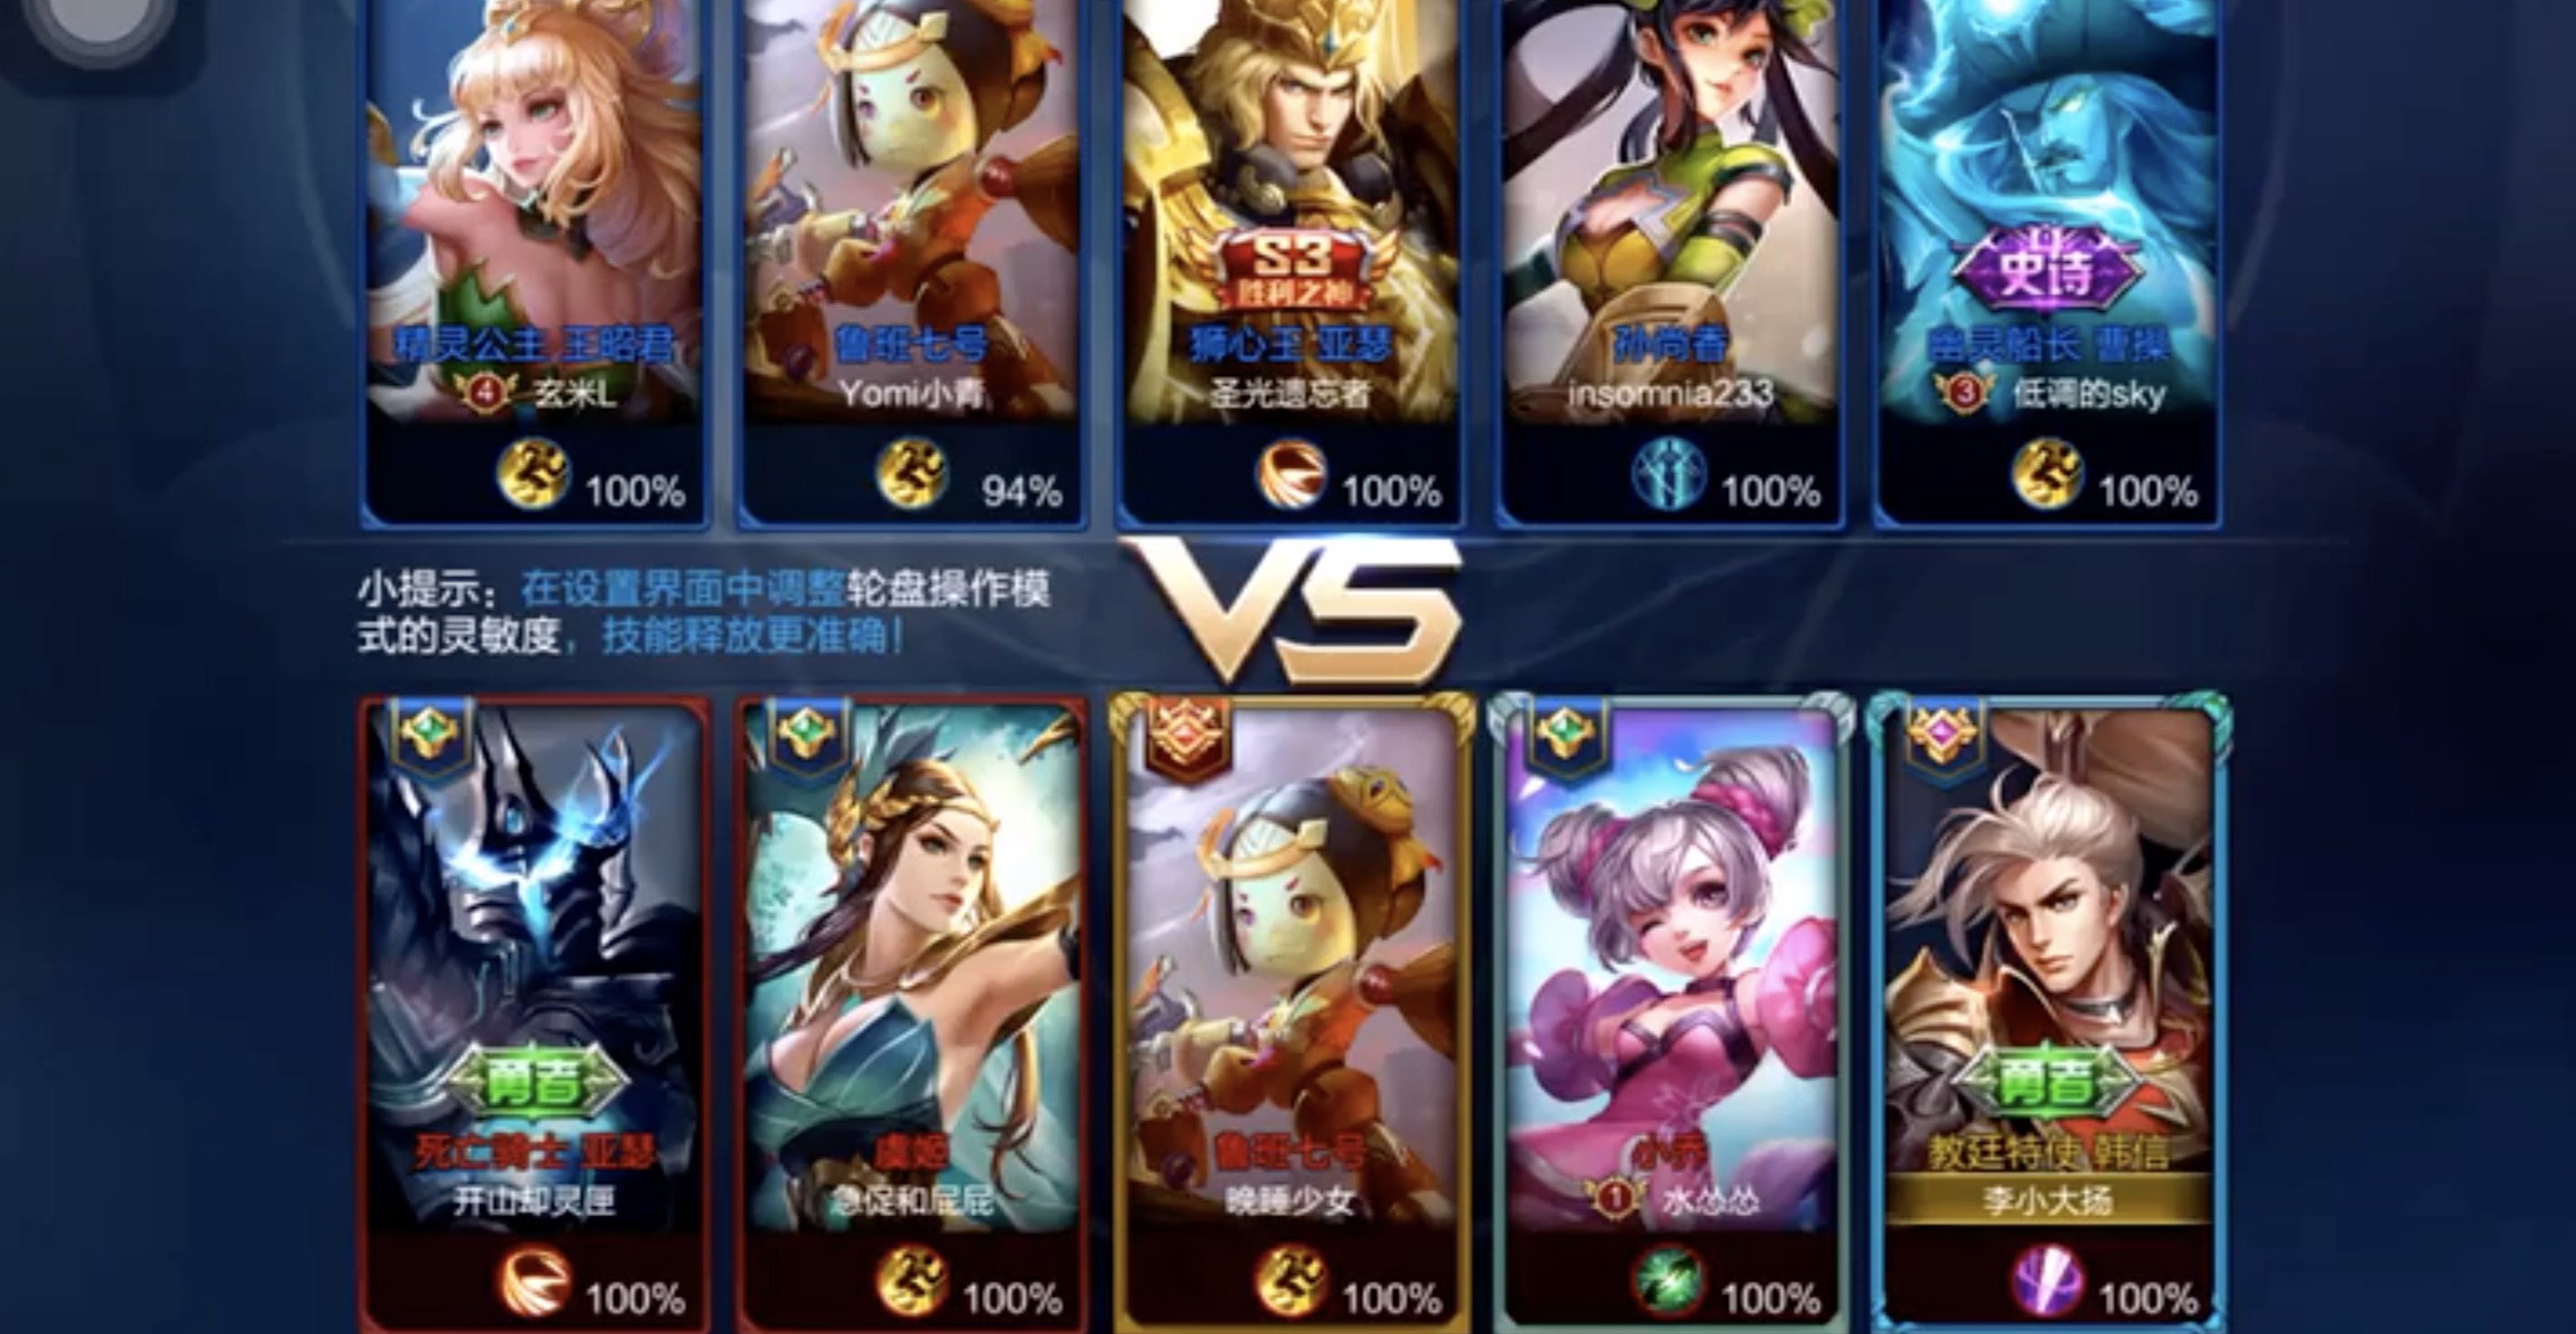 S3
胜利之神
史诗
精灵公主 王昭君
鲁班七号
狮心王 亚瑟
孙尚香
幽灵船长 曹操
4 玄米L
Yomi小青
圣光遗忘者
insomnia233
3 低调的sky
100%
94%
100%
100%
100%
VS
小提示：在设置界面中调整轮盘操作模
式的灵敏度，技能释放更准确！
勇者
勇者
死亡骑士 亚瑟
虞姬
鲁班七号
小乔
教廷特使 韩信
开山却灵匣
急促和屁屁
晚睡少女
1 水怂怂
李小大扬
100%
100%
100%
100%
100%